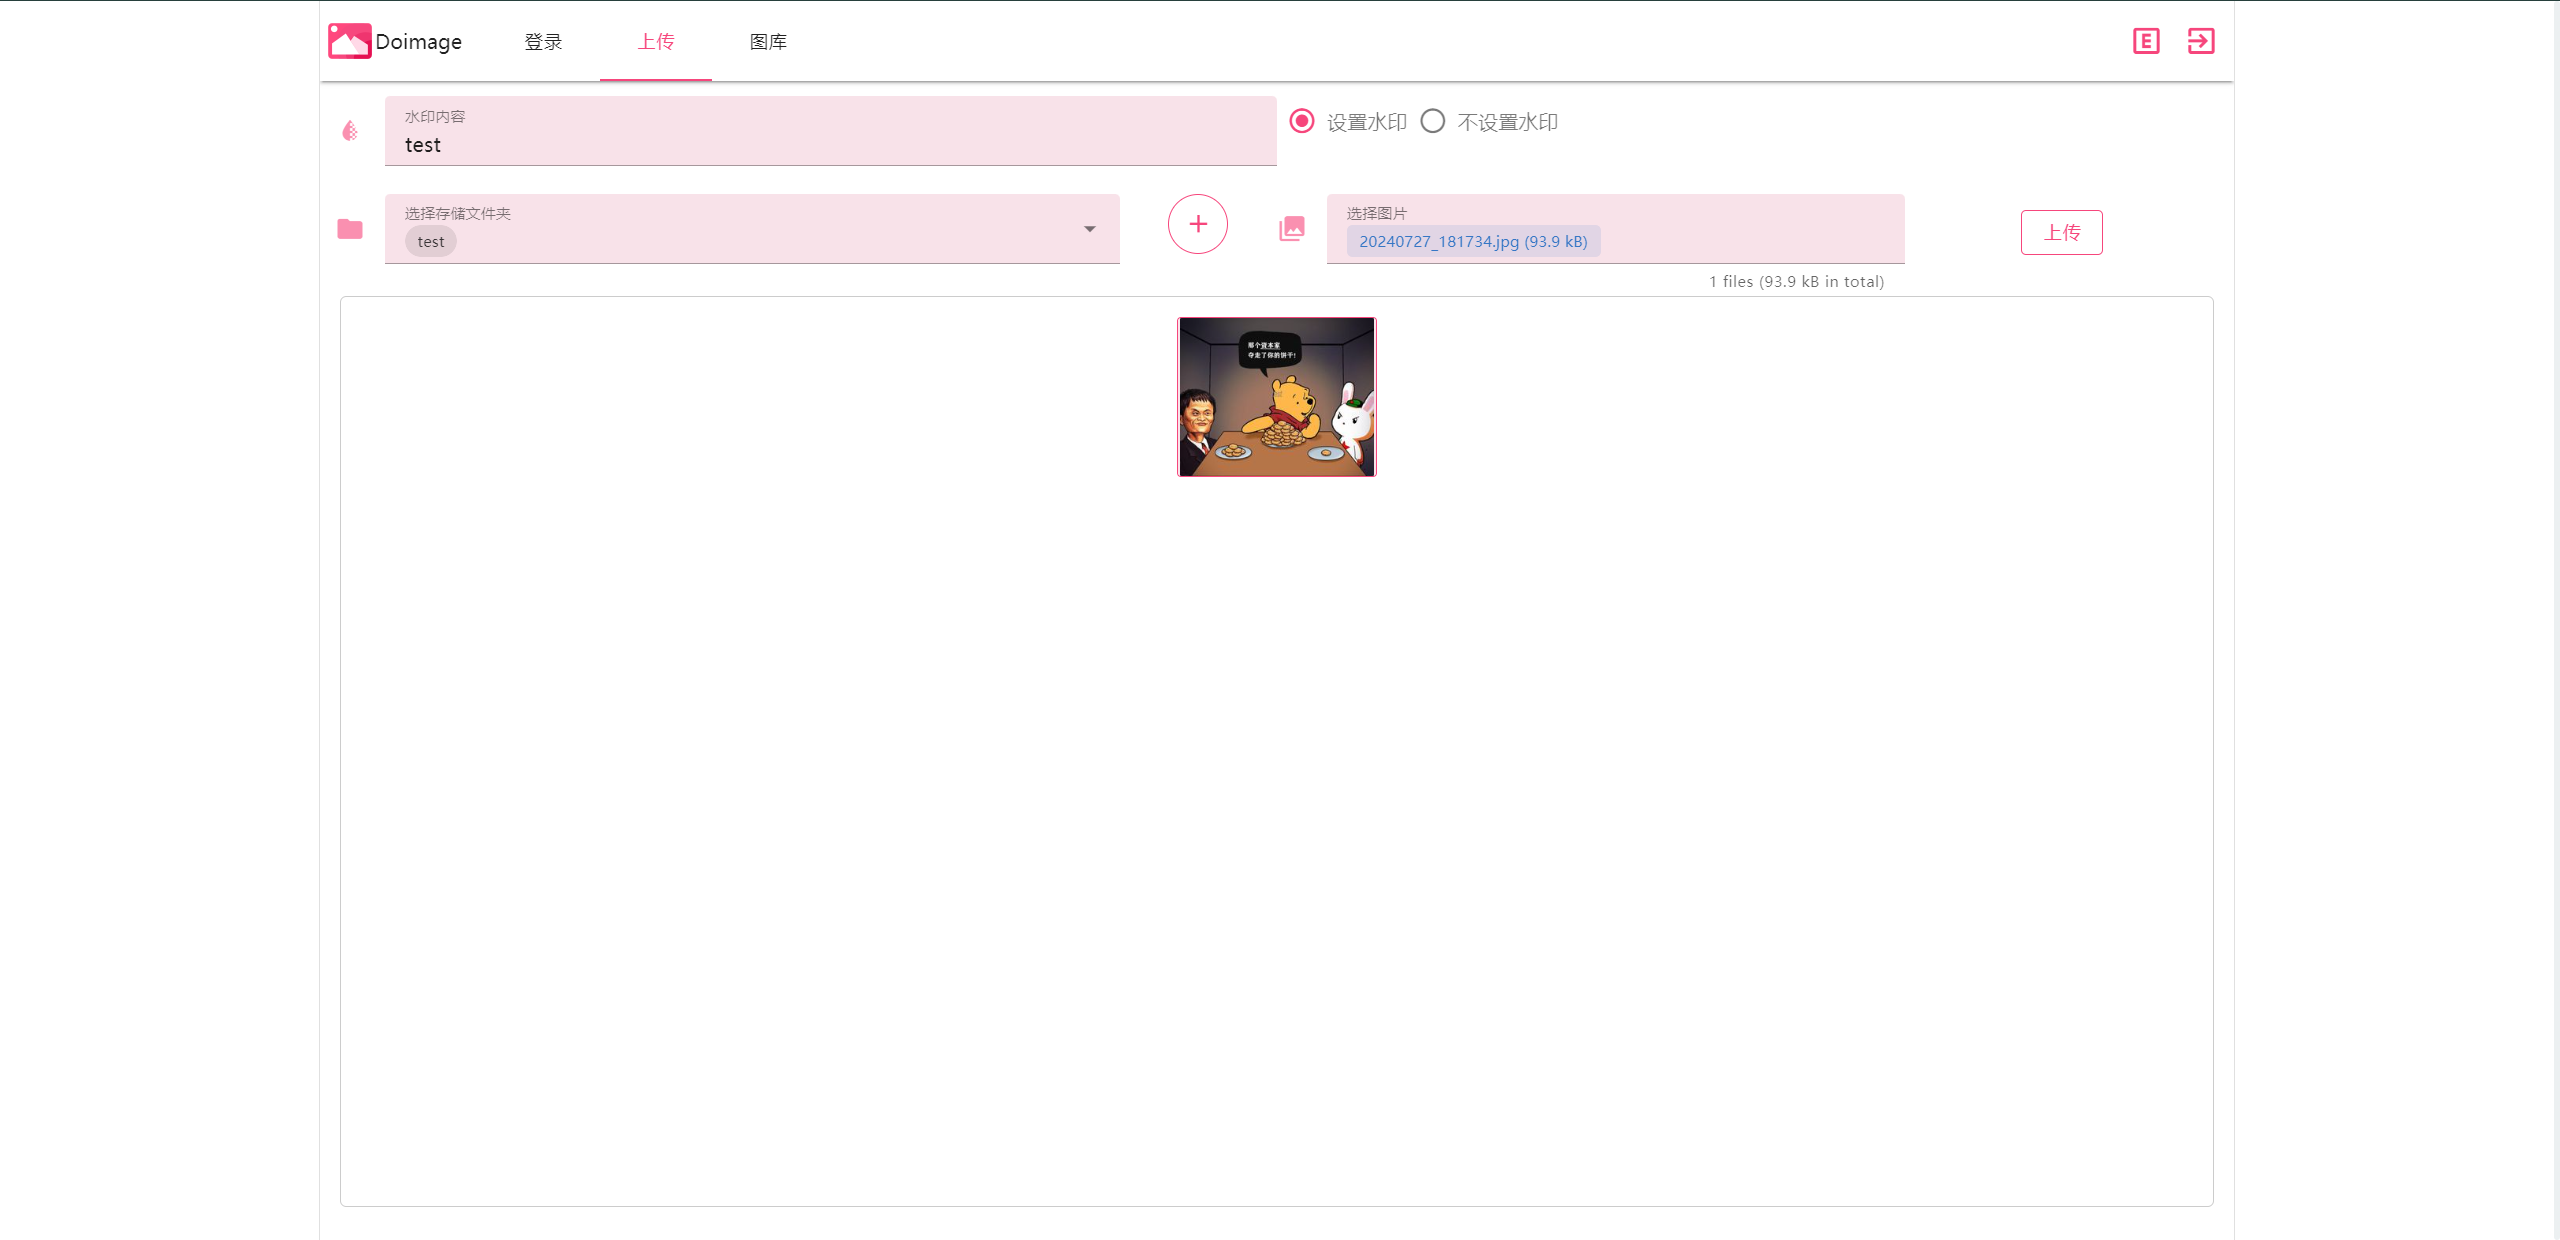 Doimage 登录 上传 图库 E
水印内容
test
设置水印 不设置水印
选择存储文件夹
test
选择图片
20240727_181734.jpg (93.9 kB)
上传
1 files (93.9 kB in total)
那个資本家
夺走了你的饼干!